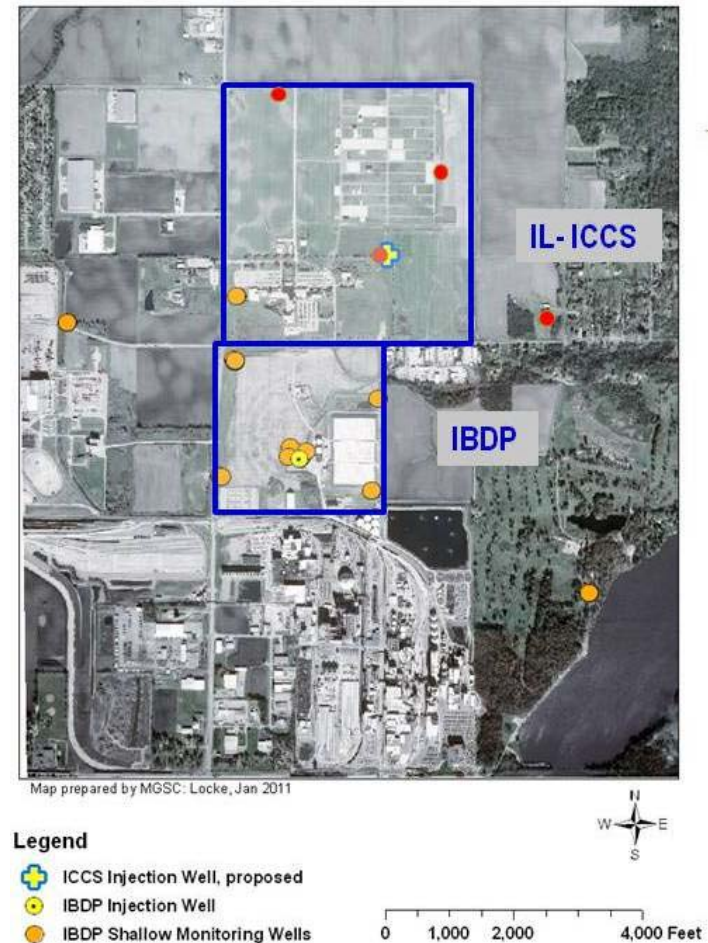 IL- ICCS
IBDP
Map prepared by MGSC: Locke, Jan 2011
N
W E
S
Legend
ICCS Injection Well, proposed
IBDP Injection Well
IBDP Shallow Monitoring Wells
0 1,000 2,000 4,000 Feet